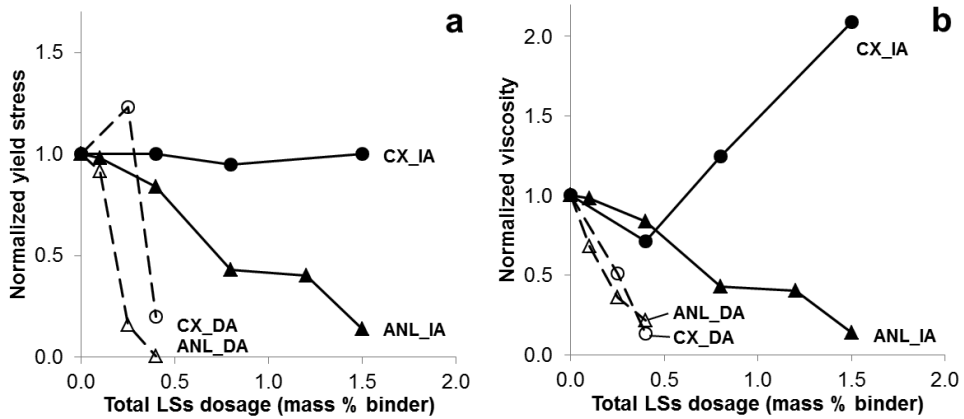 a
Normalized yield stress
1.5
1.0
0.5
0.0
CX_IA
CX_DA
ANL_DA
ANL_IA
0.0 0.5 1.0 1.5 2.0
Total LSs dosage (mass % binder)
b
Normalized viscosity
2.0
1.5
1.0
0.5
0.0
CX_IA
ANL_DA
CX_DA
ANL_IA
0.0 0.5 1.0 1.5 2.0
Total LSs dosage (mass % binder)